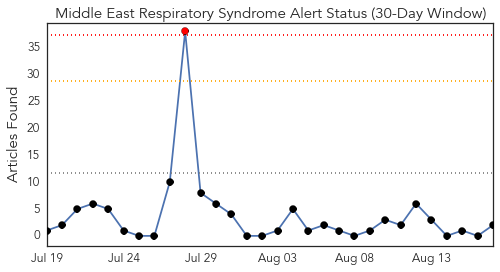 Middle East Respiratory Syndrome Alert Status (30-Day Window)
Articles Found
35
30
25
20
15
10
5
0
Jul 19 Jul 24 Jul 29 Aug 03 Aug 08 Aug 13